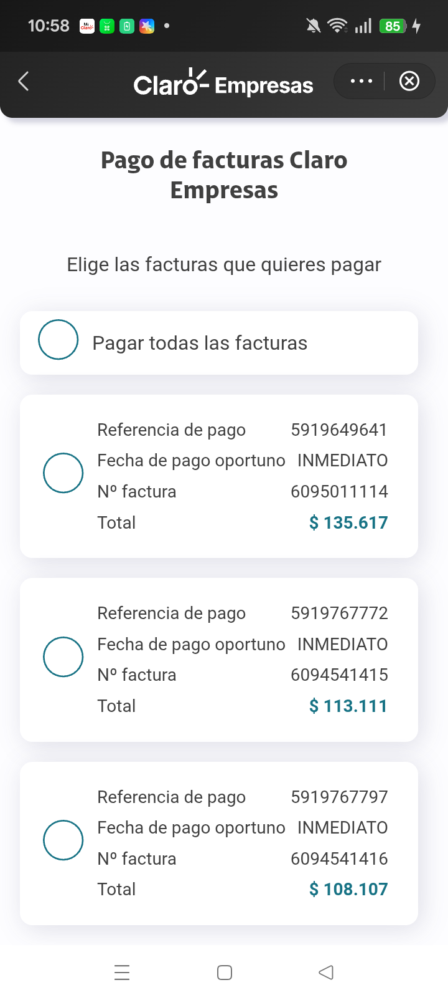 10:58
Mi
Claro
85
Claro Empresas
Pago de facturas Claro
Empresas
Elige las facturas que quieres pagar
Pagar todas las facturas
Referencia de pago 5919649641
Fecha de pago oportuno INMEDIATO
Nº factura 6095011114
Total $ 135.617
Referencia de pago 5919767772
Fecha de pago oportuno INMEDIATO
Nº factura 6094541415
Total $ 113.111
Referencia de pago 5919767797
Fecha de pago oportuno INMEDIATO
Nº factura 6094541416
Total $ 108.107